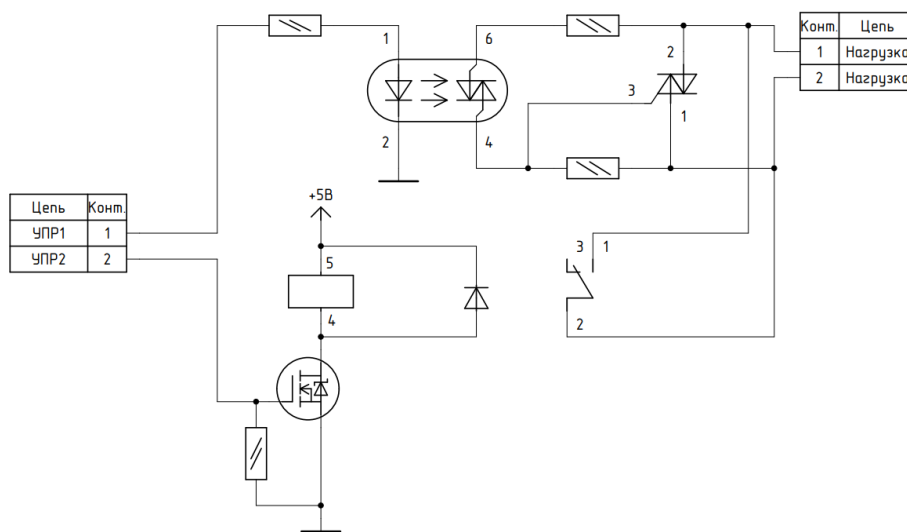 Конт. Цепь
1 Нагрузка
2 Нагрузка
1
6
2
3
1
2
4
Цепь Конт.
УПР1 1
УПР2 2
+5В
5
4
3 1
2